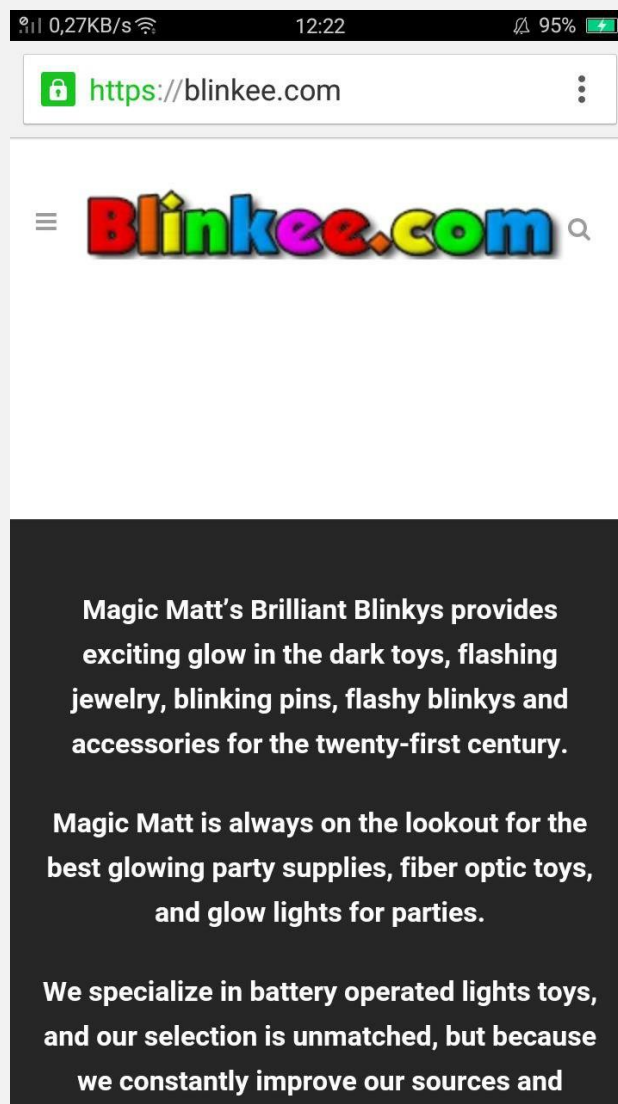 0,27KB/s 12:22 95%
https://blinkee.com
Blinkee.com
Magic Matt’s Brilliant Blinkys provides
exciting glow in the dark toys, flashing
jewelry, blinking pins, flashy blinkys and
accessories for the twenty-first century.
Magic Matt is always on the lookout for the
best glowing party supplies, fiber optic toys,
and glow lights for parties.
We specialize in battery operated lights toys,
and our selection is unmatched, but because
we constantly improve our sources and